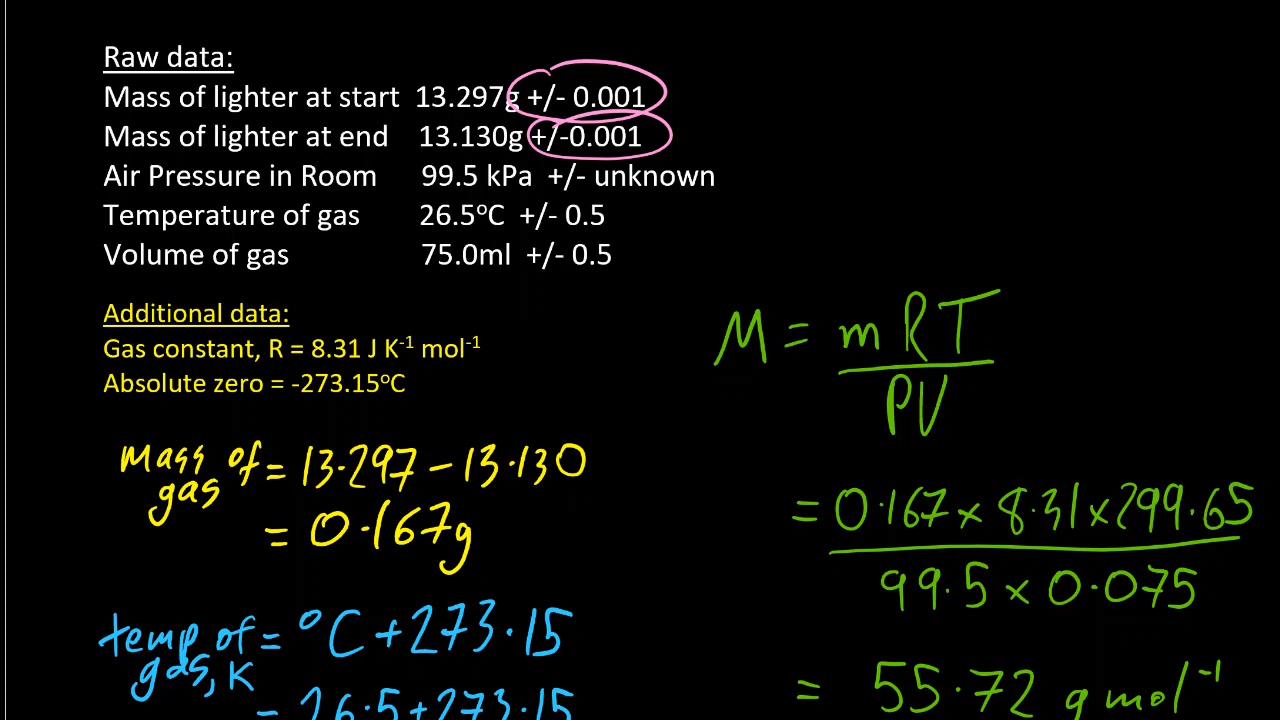 Raw data:
Mass of lighter at start 13.297g +/- 0.001
Mass of lighter at end 13.130g +/-0.001
Air Pressure in Room 99.5 kPa +/- unknown
Temperature of gas 26.5°C +/- 0.5
Volume of gas 75.0ml +/- 0.5
Additional data:
Gas constant, R = 8.31 J K⁻¹ mol⁻¹
Absolute zero = -273.15°C
Mass of gas = 13.297 - 13.130
= 0.167g
temp of gas, K = °C + 273.15
= 26.5 + 273.15
M = mRT
PV
= 0.167 x 8.31 x 299.65
99.5 x 0.075
= 55.72 g mol⁻¹